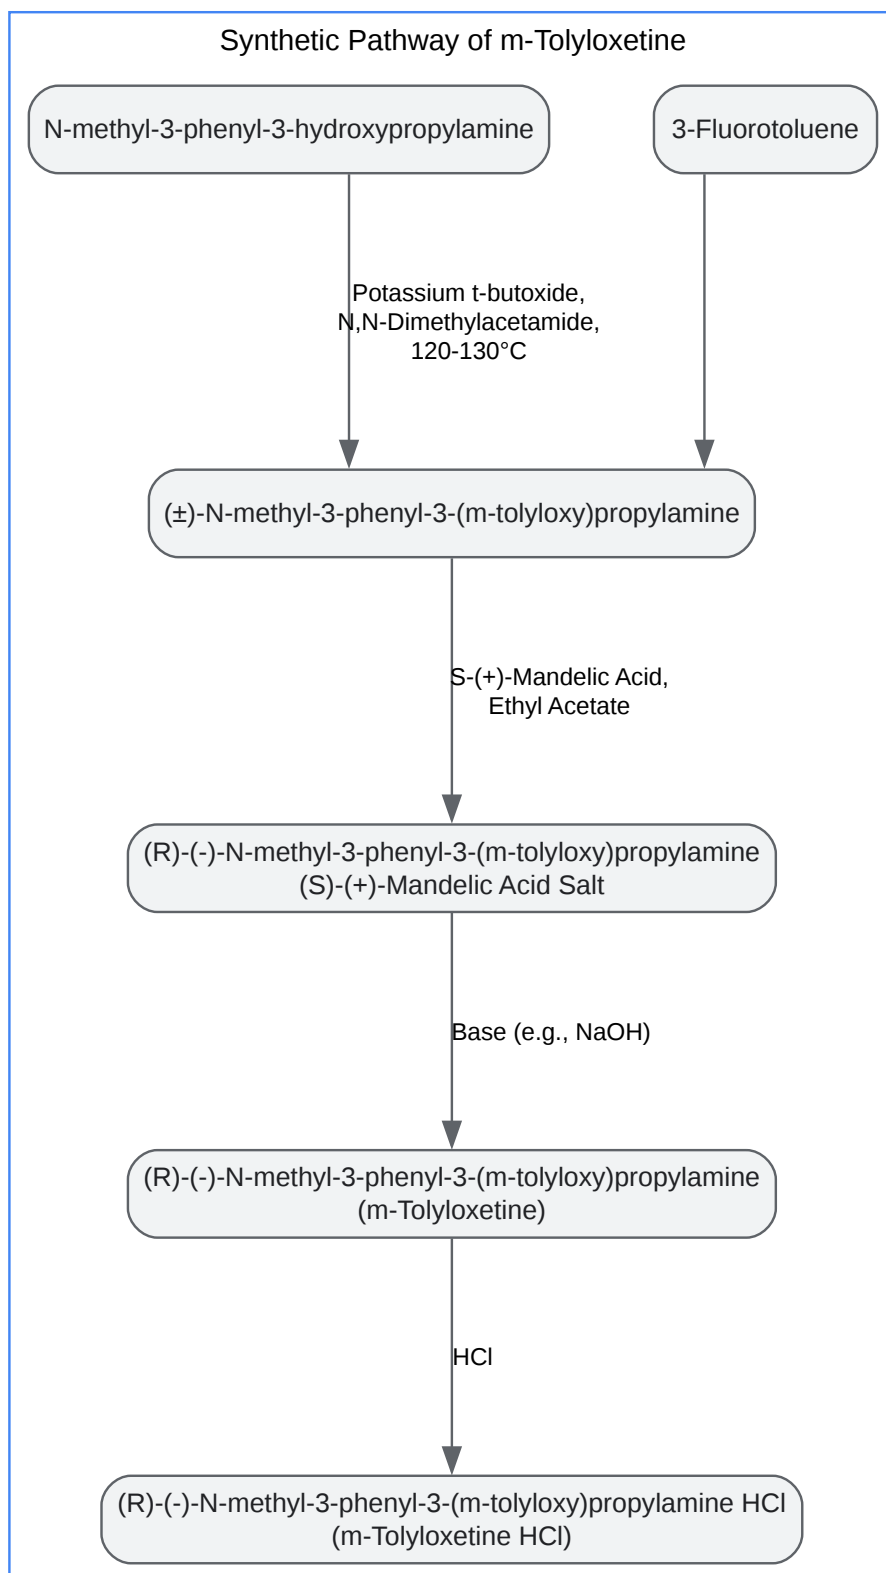 Synthetic Pathway of m-Tolyloxetine
N-methyl-3-phenyl-3-hydroxypropylamine
3-Fluorotoluene
Potassium t-butoxide,
N,N-Dimethylacetamide,
120-130°C
(±)-N-methyl-3-phenyl-3-(m-tolyloxy)propylamine
S-(+)-Mandelic Acid,
Ethyl Acetate
(R)-(-)-N-methyl-3-phenyl-3-(m-tolyloxy)propylamine
(S)-(+)-Mandelic Acid Salt
Base (e.g., NaOH)
(R)-(-)-N-methyl-3-phenyl-3-(m-tolyloxy)propylamine
(m-Tolyloxetine)
HCl
(R)-(-)-N-methyl-3-phenyl-3-(m-tolyloxy)propylamine HCl
(m-Tolyloxetine HCl)